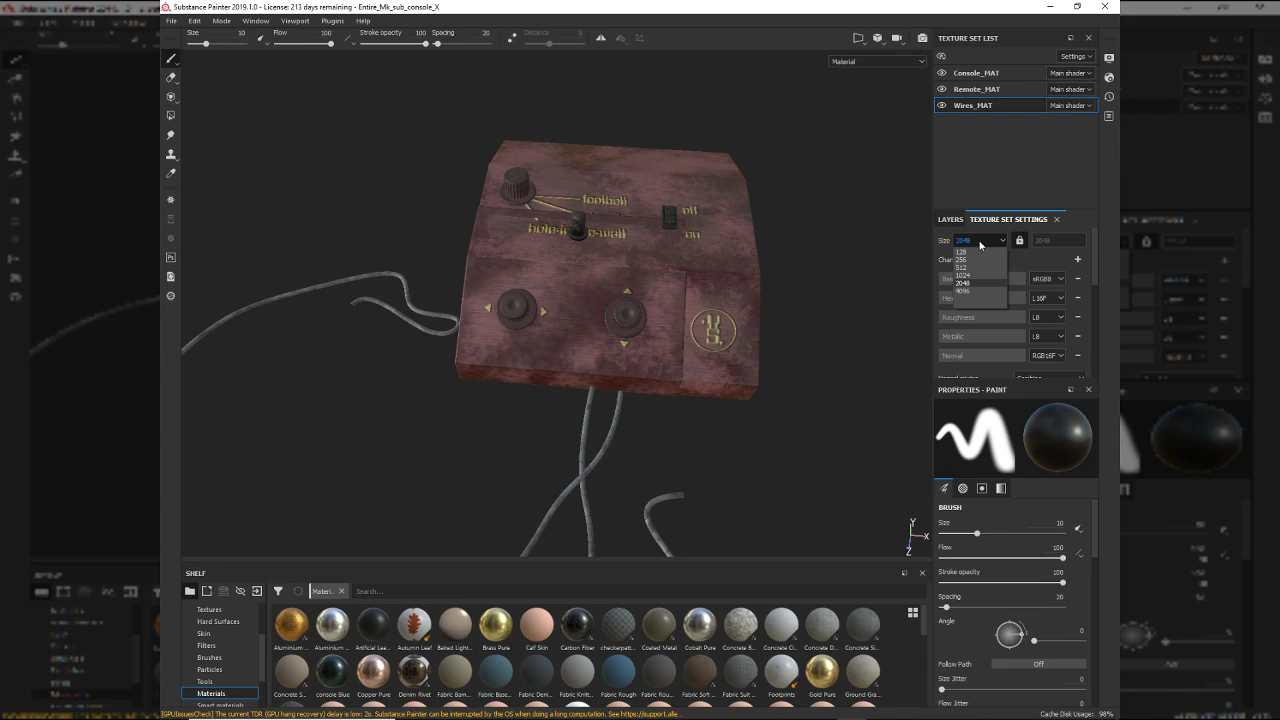 Substance Painter 2019.1.0 - License: 213 days remaining - Entire_Mk_sub_console_X
File Edit Mode Window Viewport Plugins Help
Size 10 Flow 100 Stroke opacity 100 Spacing 20 Distance 8
Material
TEXTURE SET LIST
Settings
Console_MAT Main shader
Remote_MAT Main shader
Wires_MAT Main shader
LAYERS TEXTURE SET SETTINGS
Size 2048 2048
128
256
512
1024
2048
4096
sRGB8
L16F
Roughness L8
Metallic L8
Normal RGB16F
PROPERTIES - PAINT
BRUSH
Size 10
Flow 100
Stroke opacity 100
Spacing 20
Angle 0
Follow Path Off
Size Jitter 0
Flow Jitter 0
off
on
SHELF
Materi... Search...
Textures
Hard Surfaces
Skin
Filters
Brushes
Particles
Tools
Materials
Smart materials
Aluminium ... Aluminium ... Artificial Lea... Autumn Leaf Baked Light... Brass Pure Calf Skin Carbon Fiber checkerpatt... Coated Metal Cobalt Pure Concrete B... Concrete Cl... Concrete D... Concrete Si...
Concrete S... console Blue Copper Pure Denim Rivet Fabric Bam... Fabric Base... Fabric Deni... Fabric Knitt... Fabric Rough Fabric Rou... Fabric Soft ... Fabric Suit ... Footprints Gold Pure Ground Gra...
[GPUIssuesCheck] The current TDR (GPU hang recovery) delay is low: 2s. Substance Painter can be interrupted by the OS when doing a long computation. See https://support.alle...
Cache Disk Usage: 98%